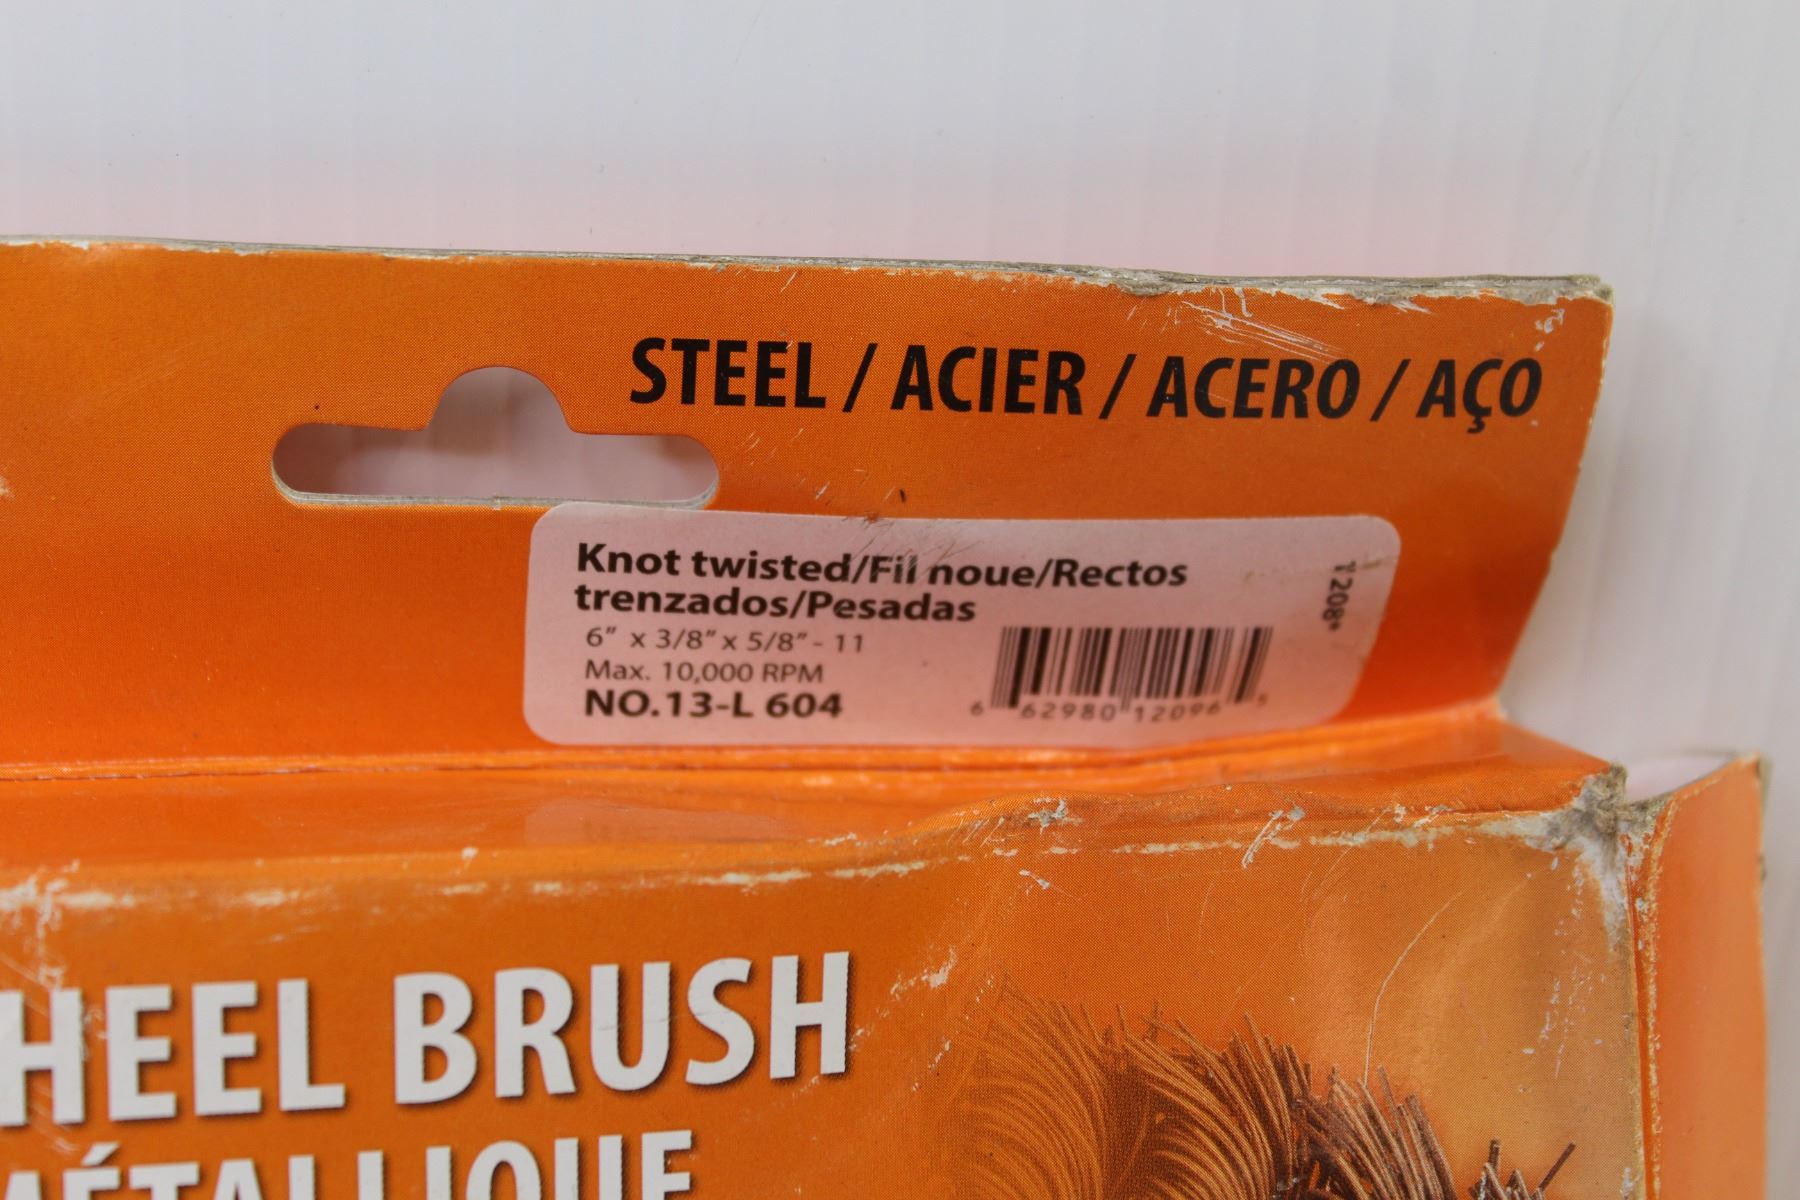 STEEL / ACIER / ACERO / AÇO
Knot twisted/Fil noue/Rectos
trenzados/Pesadas
6" x 3/8" x 5/8" - 11
Max. 10,000 RPM
NO.13-L 604
1208*
6 62980 12096 5
HEEL BRUSH
MÉTALLIQUE